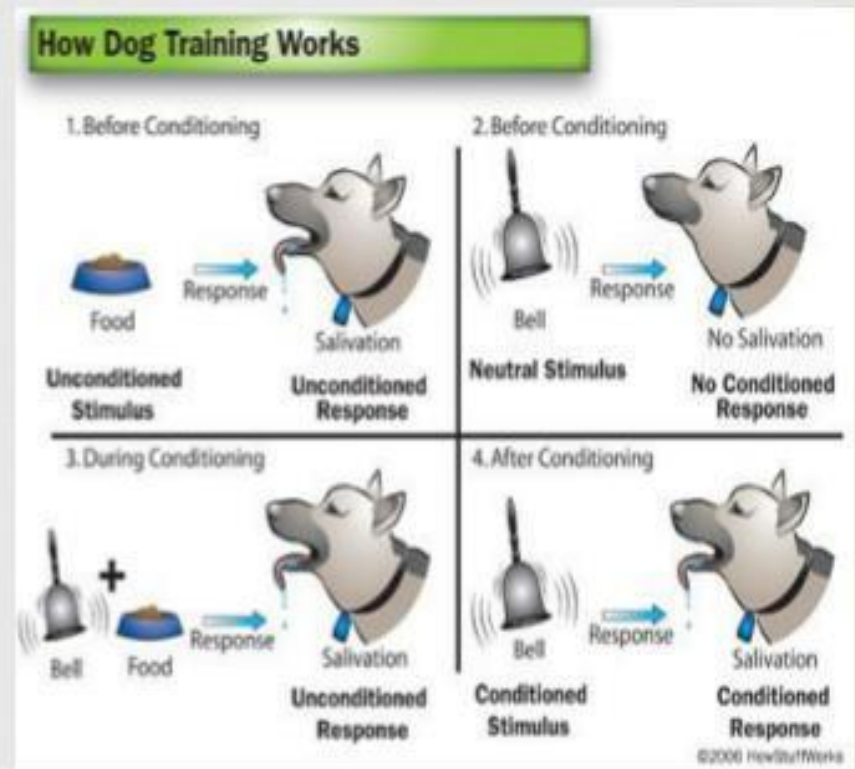 How Dog Training Works
1. Before Conditioning
Food
Response
Salivation
Unconditioned
Stimulus
Unconditioned
Response
2. Before Conditioning
Bell
Response
No Salivation
Neutral Stimulus
No Conditioned
Response
3. During Conditioning
+
Bell
Food
Response
Salivation
Unconditioned
Response
4. After Conditioning
Bell
Response
Salivation
Conditioned
Stimulus
Conditioned
Response
©2006 HowStuffWorks